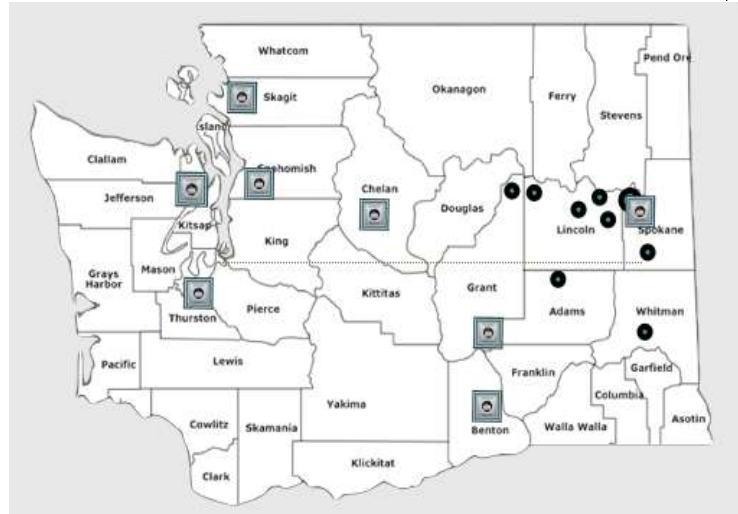 Whatcom
Pend Ore
Okanagon
Skagit
Ferry
Stevens
Island
Clallam
Snohomish
Chelan
Jefferson
Douglas
Kitsap
Lincoln
Spokane
King
Mason
Grays
Harbor
Grant
Kittitas
Pierce
Adams
Whitman
Thurston
Pacific
Lewis
Franklin
Garfield
Columbia
Yakima
Cowlitz
Skamania
Benton
Walla Walla
Asotin
Klickitat
Clark